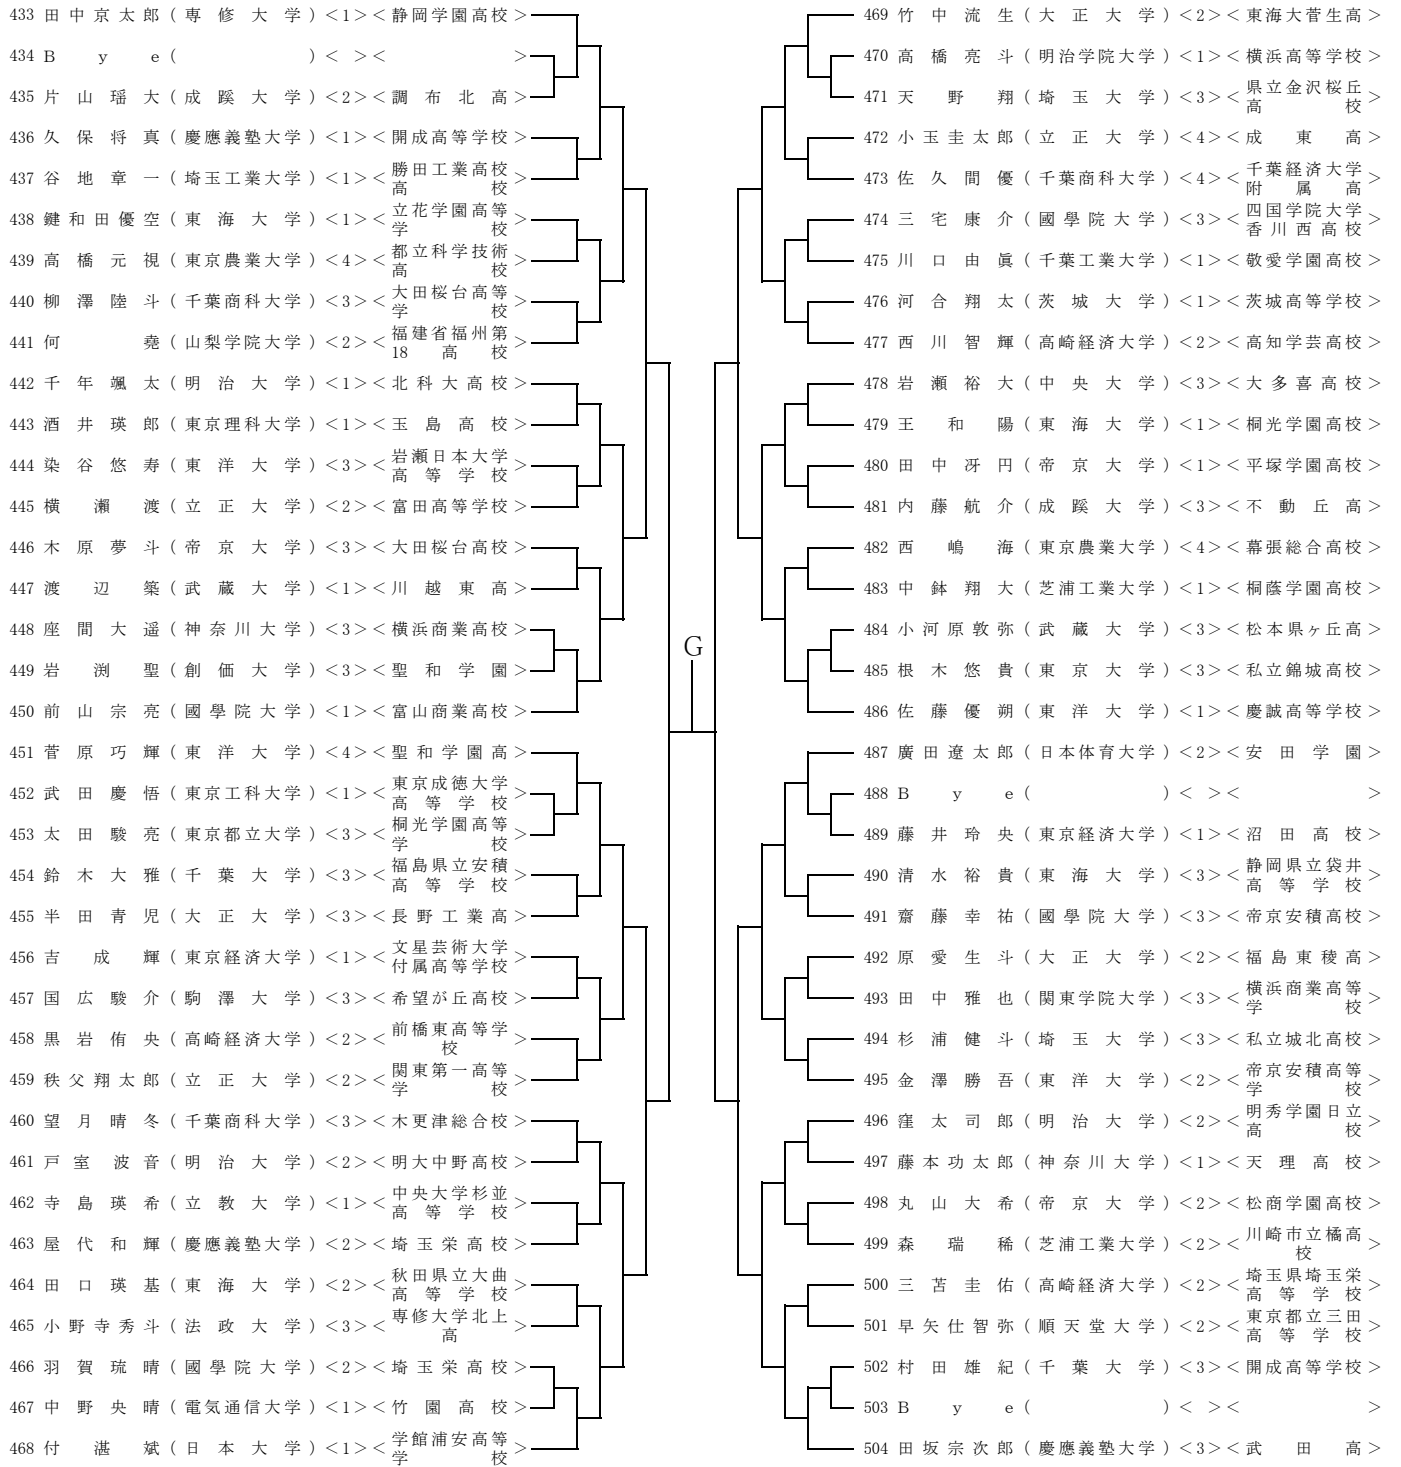 433 田中京太郎 ( 専修大学 ) <1> < 静岡学園高校 >
434 Bye ( ) < > < >
435 片山瑶大 ( 成蹊大学 ) <2> < 調布北高 >
436 久保将真 ( 慶應義塾大学 ) <1> < 開成高等学校 >
437 谷地章一 ( 埼玉工業大学 ) <1> < 勝田工業高校高校 >
438 鍵和田優空 ( 東海大学 ) <1> < 立花学園高等学校 >
439 高橋元視 ( 東京農業大学 ) <4> < 都立科学技術高校 >
440 柳澤陸斗 ( 千葉商科大学 ) <3> < 大田桜台高等学校 >
441 何堯 ( 山梨学院大学 ) <2> < 福建省福州第18高校 >
442 千年颯太 ( 明治大学 ) <1> < 北科大高校 >
443 酒井瑛郎 ( 東京理科大学 ) <1> < 玉島高校 >
444 染谷悠寿 ( 東洋大学 ) <3> < 岩瀬日本大学高等学校 >
445 横瀬渡 ( 立正大学 ) <2> < 富田高等学校 >
446 木原夢斗 ( 帝京大学 ) <3> < 大田桜台高校 >
447 渡辺築 ( 武蔵大学 ) <1> < 川越東高 >
448 座間大遥 ( 神奈川大学 ) <3> < 横浜商業高校 >
449 岩渕聖 ( 創価大学 ) <3> < 聖和学園 >
450 前山宗亮 ( 國學院大学 ) <1> < 富山商業高校 >
451 菅原巧輝 ( 東洋大学 ) <4> < 聖和学園高 >
452 武田慶悟 ( 東京工科大学 ) <1> < 東京成徳大学高等学校 >
453 太田駿亮 ( 東京都立大学 ) <3> < 桐光学園高等学校 >
454 鈴木大雅 ( 千葉大学 ) <3> < 福島県立安積高等学校 >
455 半田青児 ( 大正大学 ) <3> < 長野工業高 >
456 吉成輝 ( 東京経済大学 ) <1> < 文星芸術大学付属高等学校 >
457 国広駿介 ( 駒澤大学 ) <3> < 希望が丘高校 >
458 黒岩侑央 ( 高崎経済大学 ) <2> < 前橋東高等学校 >
459 秩父翔太郎 ( 立正大学 ) <2> < 関東第一高等学校 >
460 望月晴冬 ( 千葉商科大学 ) <3> < 木更津総合校 >
461 戸室波音 ( 明治大学 ) <2> < 明大中野高校 >
462 寺島瑛希 ( 立教大学 ) <1> < 中央大学杉並高等学校 >
463 屋代和輝 ( 慶應義塾大学 ) <2> < 埼玉栄高校 >
464 田口瑛基 ( 東海大学 ) <2> < 秋田県立大曲高等学校 >
465 小野寺秀斗 ( 法政大学 ) <3> < 専修大学北上高 >
466 羽賀琉晴 ( 國學院大学 ) <2> < 埼玉栄高校 >
467 中野央晴 ( 電気通信大学 ) <1> < 竹園高校 >
468 付湛斌 ( 日本大学 ) <1> < 学館浦安高等学校 >
G
469 竹中流生 ( 大正大学 ) <2> < 東海大菅生高 >
470 高橋亮斗 ( 明治学院大学 ) <1> < 横浜高等学校 >
471 天野翔 ( 埼玉大学 ) <3> < 県立金沢桜丘高校 >
472 小玉圭太郎 ( 立正大学 ) <4> < 成東高 >
473 佐久間優 ( 千葉商科大学 ) <4> < 千葉経済大学附属高 >
474 三宅康介 ( 國學院大学 ) <3> < 四国学院大学香川西高校 >
475 川口由眞 ( 千葉工業大学 ) <1> < 敬愛学園高校 >
476 河合翔太 ( 茨城大学 ) <1> < 茨城高等学校 >
477 西川智輝 ( 高崎経済大学 ) <2> < 高知学芸高校 >
478 岩瀬裕大 ( 中央大学 ) <3> < 大多喜高校 >
479 王和陽 ( 東海大学 ) <1> < 桐光学園高校 >
480 田中冴円 ( 帝京大学 ) <1> < 平塚学園高校 >
481 内藤航介 ( 成蹊大学 ) <3> < 不動丘高 >
482 西嶋海 ( 東京農業大学 ) <4> < 幕張総合高校 >
483 中鉢翔大 ( 芝浦工業大学 ) <1> < 桐蔭学園高校 >
484 小河原敦弥 ( 武蔵大学 ) <3> < 松本県ヶ丘高 >
485 根木悠貴 ( 東京大学 ) <3> < 私立錦城高校 >
486 佐藤優朔 ( 東洋大学 ) <1> < 慶誠高等学校 >
487 廣田遼太郎 ( 日本体育大学 ) <2> < 安田学園 >
488 Bye ( ) < > < >
489 藤井玲央 ( 東京経済大学 ) <1> < 沼田高校 >
490 清水裕貴 ( 東海大学 ) <3> < 静岡県立袋井高等学校 >
491 齋藤幸祐 ( 國學院大学 ) <3> < 帝京安積高校 >
492 原愛生斗 ( 大正大学 ) <2> < 福島東稜高 >
493 田中雅也 ( 関東学院大学 ) <3> < 横浜商業高等学校 >
494 杉浦健斗 ( 埼玉大学 ) <3> < 私立城北高校 >
495 金澤勝吾 ( 東洋大学 ) <2> < 帝京安積高等学校 >
496 窪太司郎 ( 明治大学 ) <2> < 明秀学園日立高校 >
497 藤本功太郎 ( 神奈川大学 ) <1> < 天理高校 >
498 丸山大希 ( 帝京大学 ) <2> < 松商学園高校 >
499 森瑞稀 ( 芝浦工業大学 ) <2> < 川崎市立橘高校 >
500 三苫圭佑 ( 高崎経済大学 ) <2> < 埼玉県埼玉栄高等学校 >
501 早矢仕智弥 ( 順天堂大学 ) <2> < 東京都立三田高等学校 >
502 村田雄紀 ( 千葉大学 ) <3> < 開成高等学校 >
503 Bye ( ) < > < >
504 田坂宗次郎 ( 慶應義塾大学 ) <3> < 武田高 >